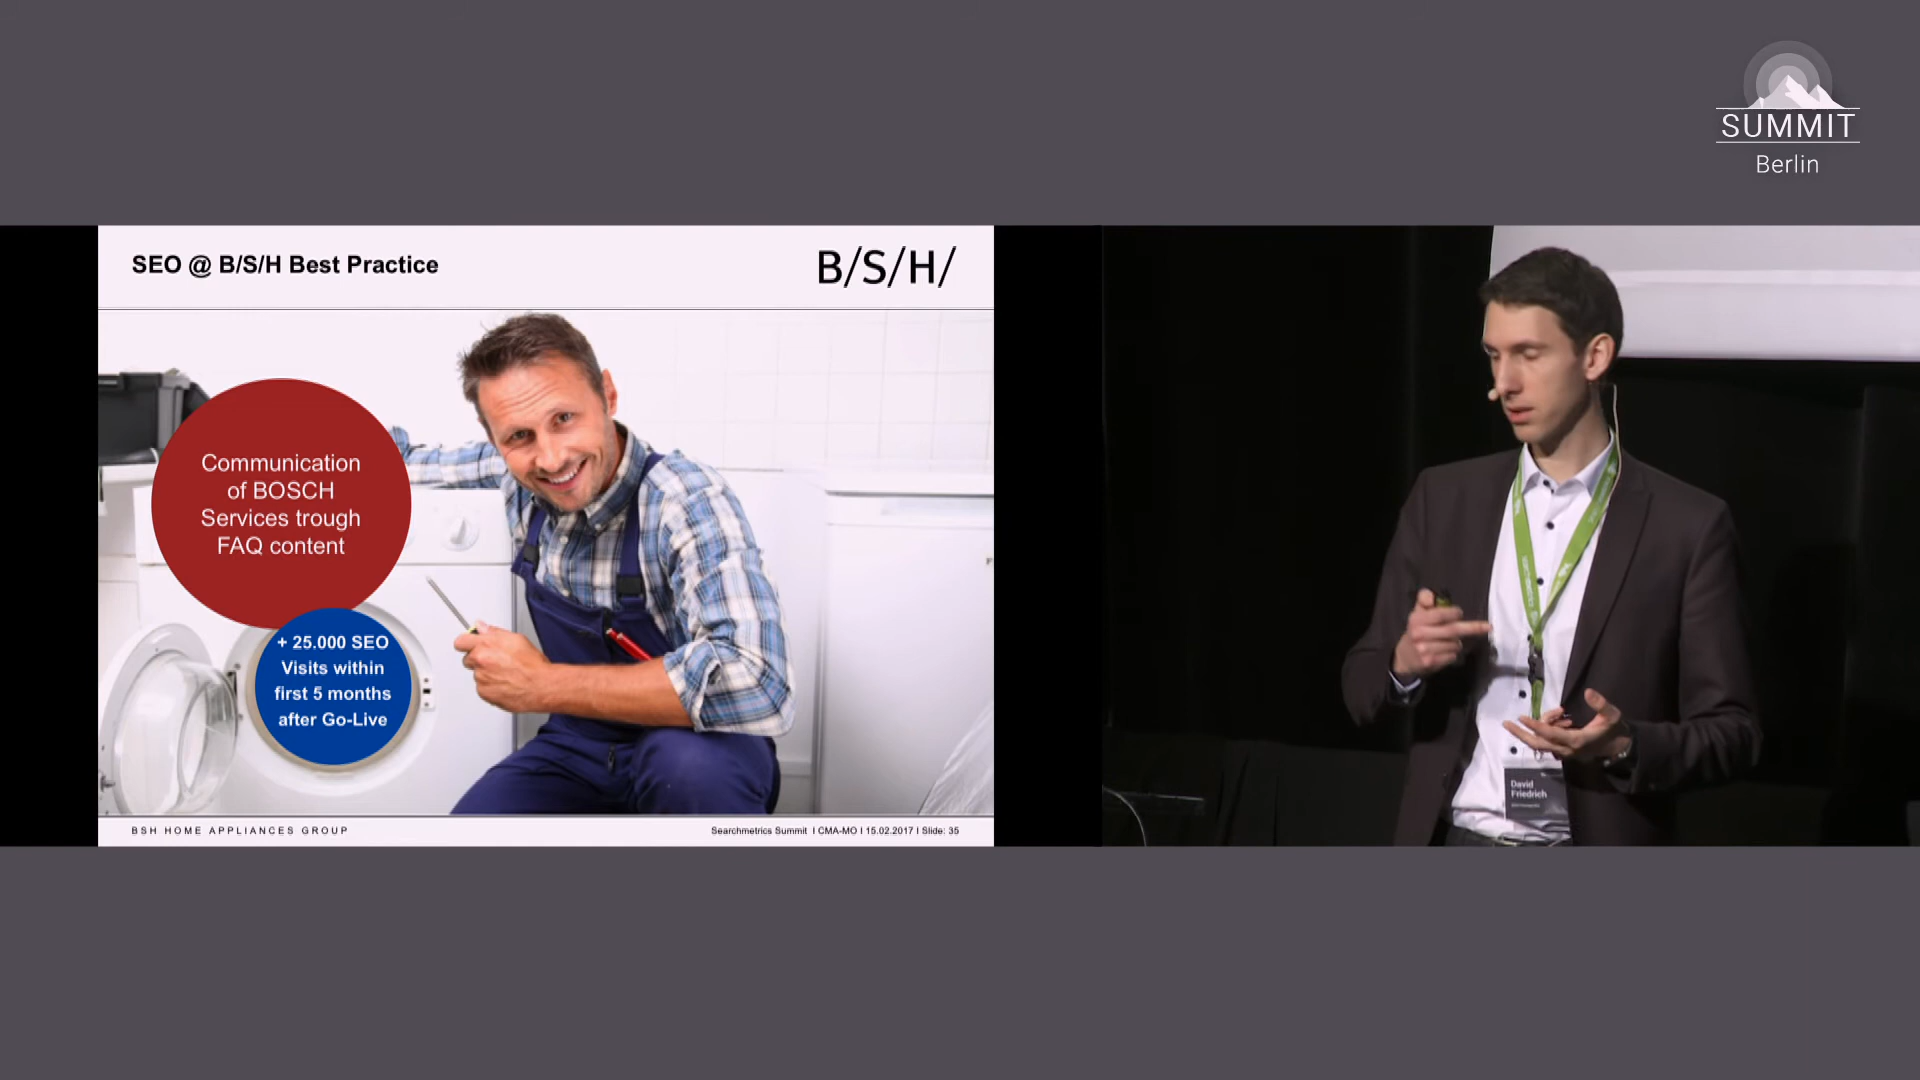 SUMMIT
Berlin
SEO @ B/S/H Best Practice
B/S/H/
Communication
of BOSCH
Services trough
FAQ content
+ 25.000 SEO
Visits within
first 5 months
after Go-Live
BSH HOME APPLIANCES GROUP
Searchmetrics Summit I CMA-MO I 15.02.2017 I Slide: 35
David
Friedrich